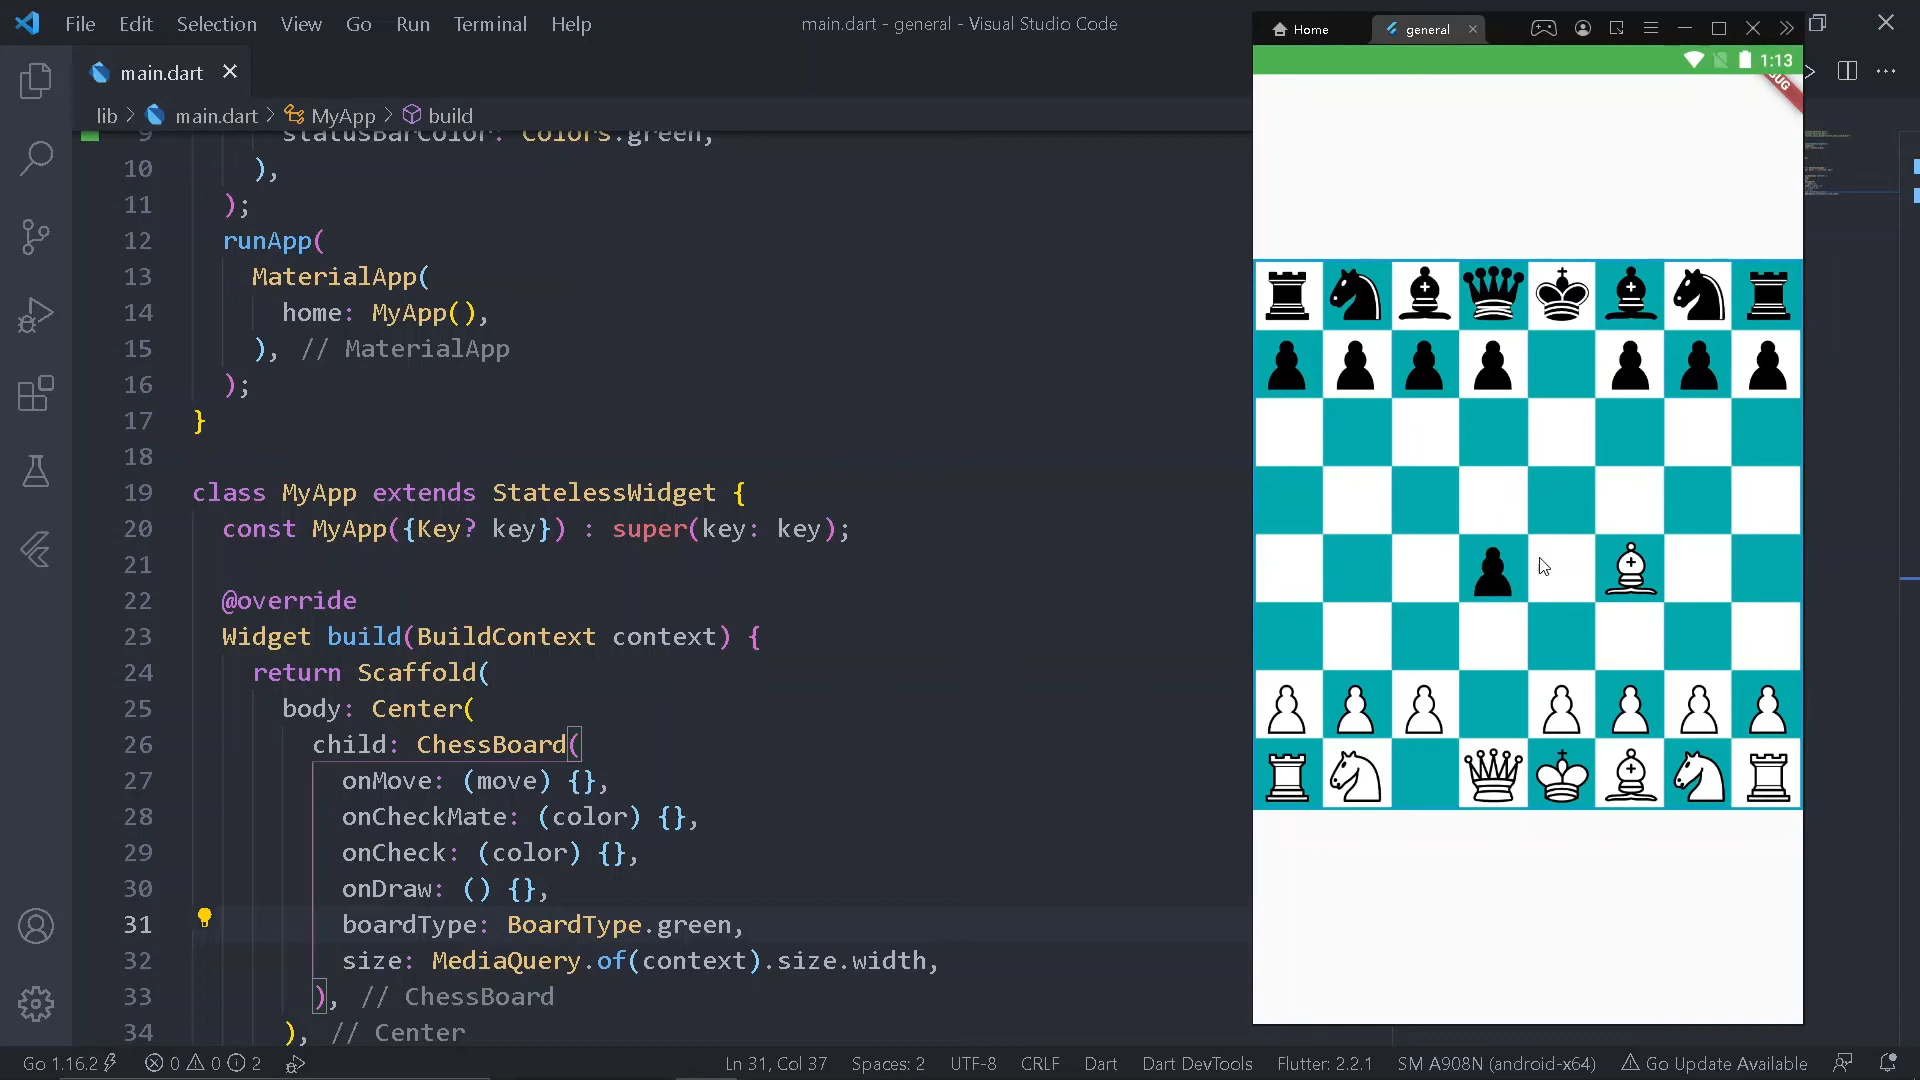 File Edit Selection View Go Run Terminal Help
main.dart - general - Visual Studio Code
Home general
main.dart
1:13
lib > main.dart > MyApp > build
9 statusBarColor: Colors.green,
10 ),
11 );
12 runApp(
13 MaterialApp(
14 home: MyApp(),
15 ), // MaterialApp
16 );
17 }
18
19 class MyApp extends StatelessWidget {
20 const MyApp({Key? key}) : super(key: key);
21
22 @override
23 Widget build(BuildContext context) {
24 return Scaffold(
25 body: Center(
26 child: ChessBoard(
27 onMove: (move) {},
28 onCheckMate: (color) {},
29 onCheck: (color) {},
30 onDraw: () {},
31 boardType: BoardType.green,
32 size: MediaQuery.of(context).size.width,
33 ), // ChessBoard
34 ), // Center
Go 1.16.2 0 0 2 Ln 31, Col 37 Spaces: 2 UTF-8 CRLF Dart Dart DevTools Flutter: 2.2.1 SM A908N (android-x64) Go Update Available